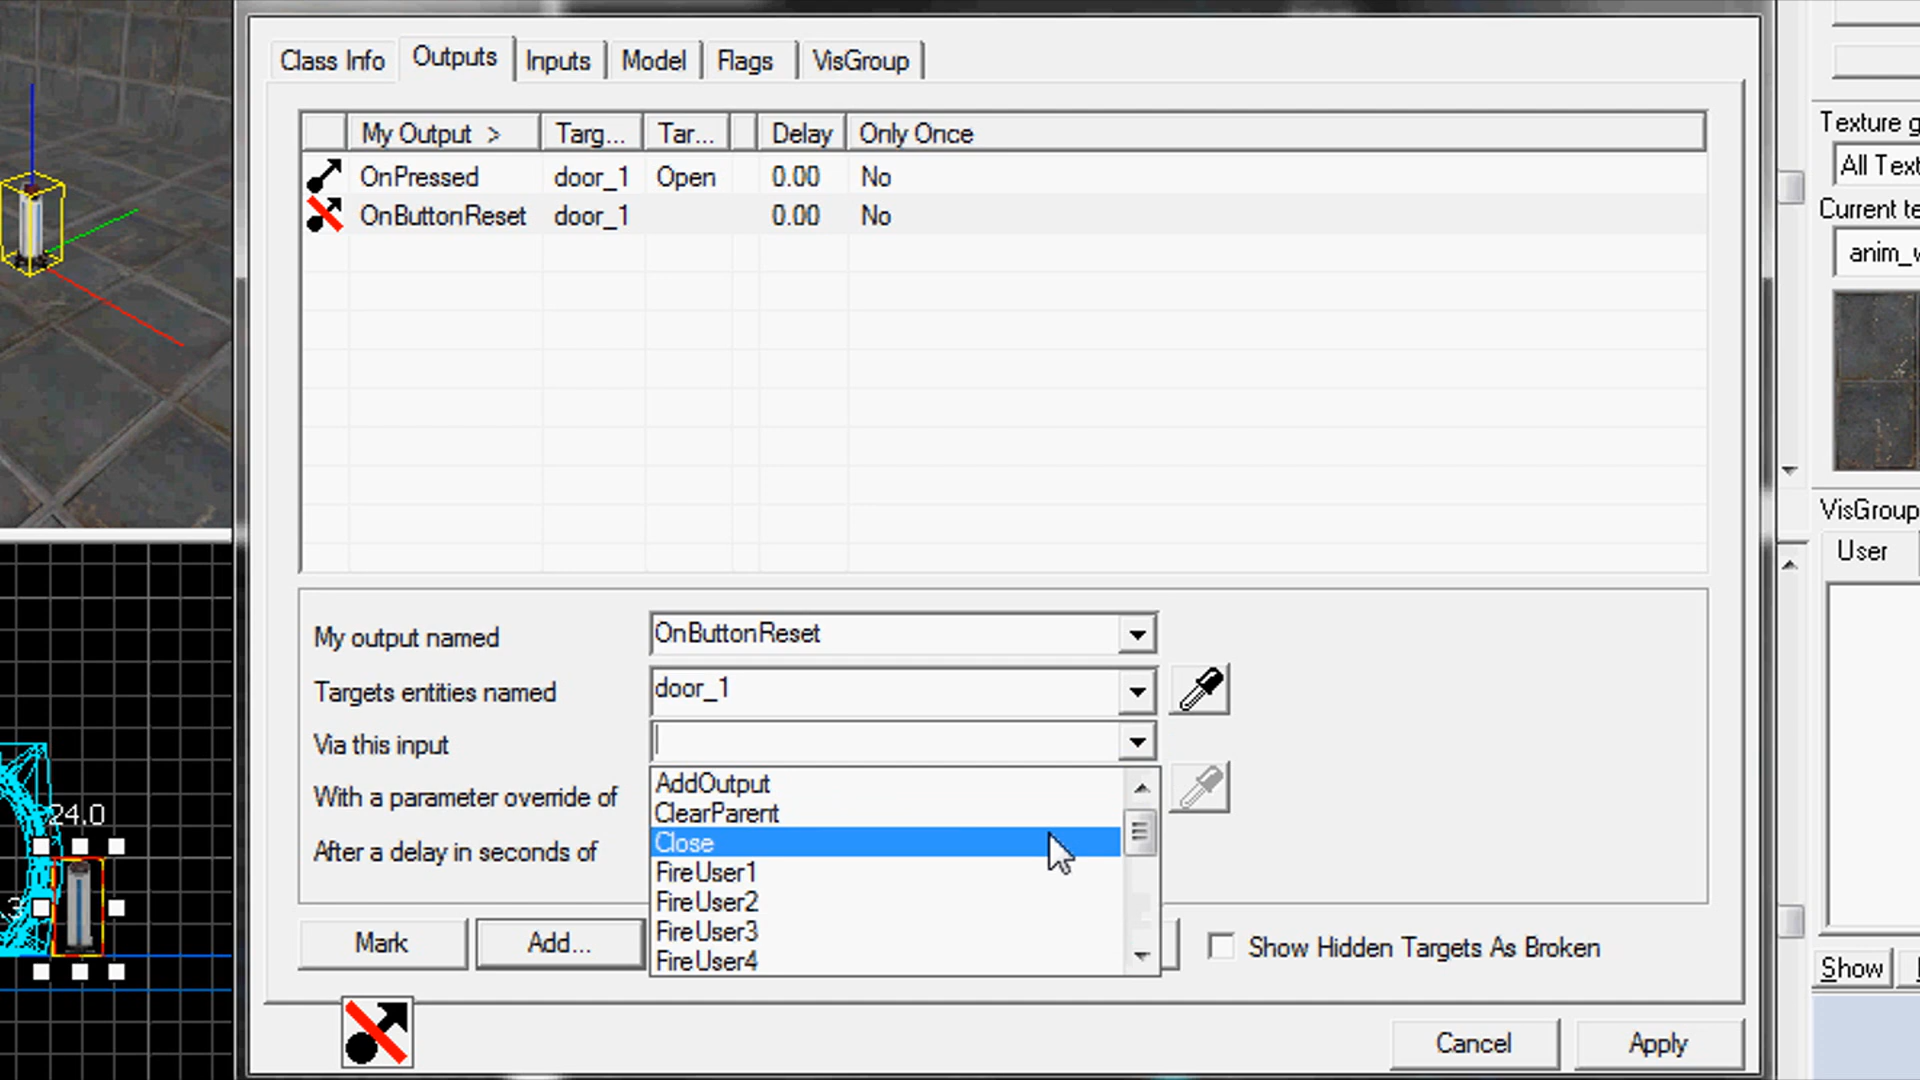 Class Info Outputs Inputs Model Flags VisGroup
My Output > Targ... Tar... Delay Only Once
OnPressed door_1 Open 0.00 No
OnButtonReset door_1 0.00 No
My output named OnButtonReset
Targets entities named door_1
Via this input
With a parameter override of
After a delay in seconds of
AddOutput
ClearParent
Close
FireUser1
FireUser2
FireUser3
FireUser4
Mark Add... Show Hidden Targets As Broken
Cancel Apply
24.0
Texture g
All Text
Current te
anim_v
VisGroup
User
Show